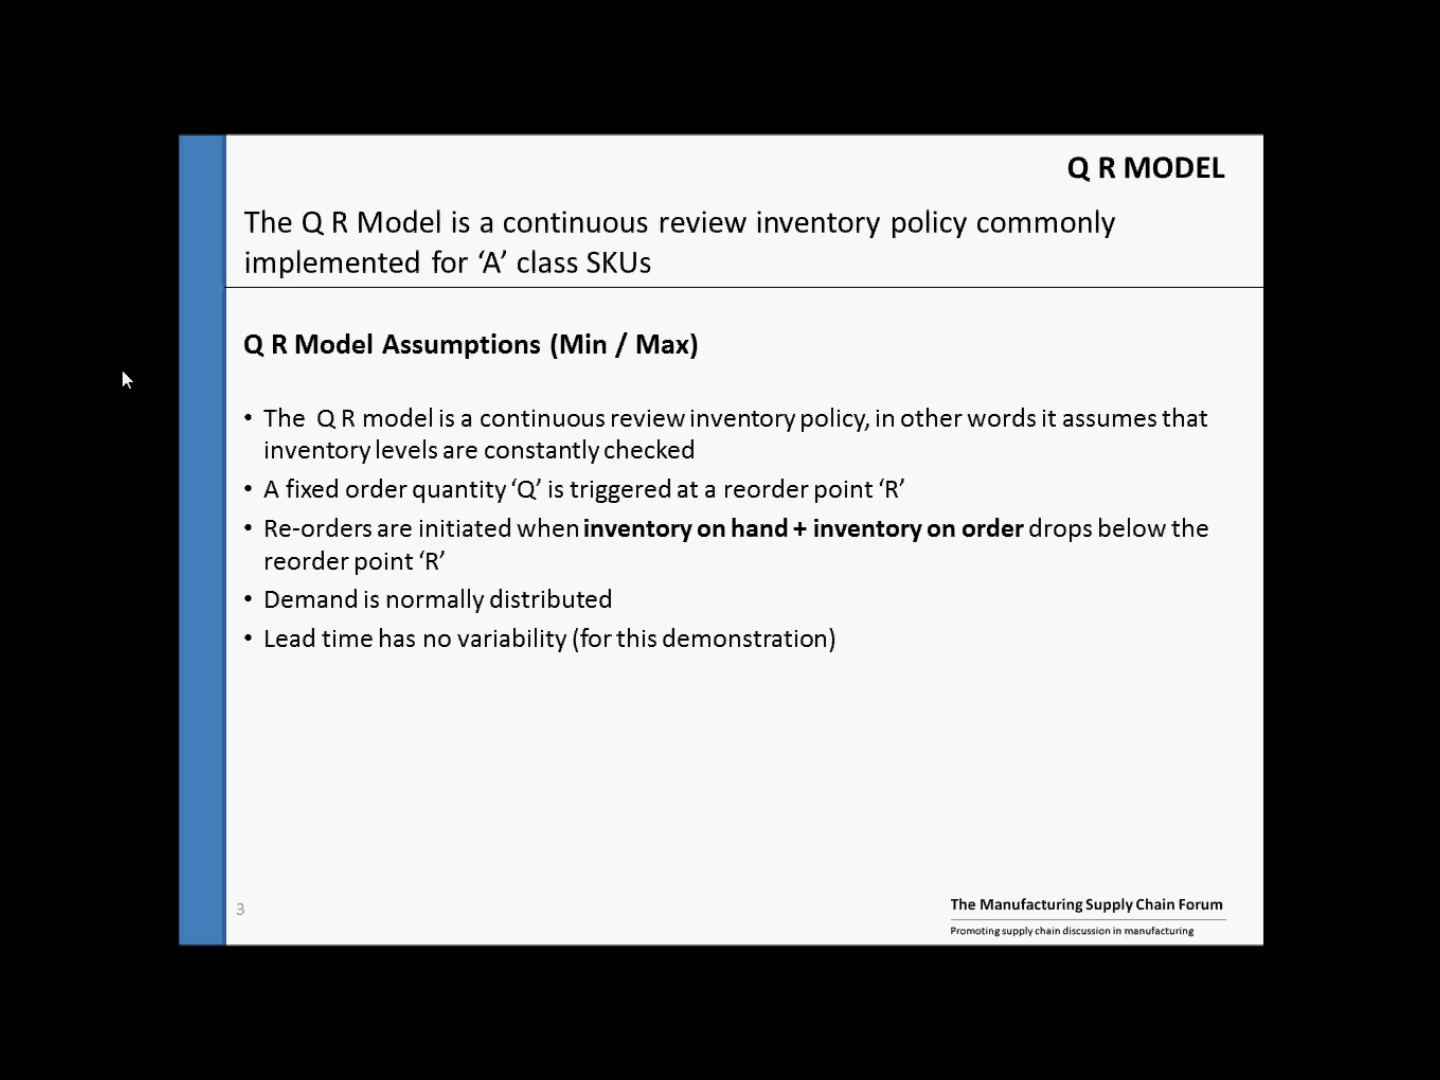 Q R MODEL
The Q R Model is a continuous review inventory policy commonly
implemented for ‘A’ class SKUs
Q R Model Assumptions (Min / Max)
• The Q R model is a continuous review inventory policy, in other words it assumes that
inventory levels are constantly checked
• A fixed order quantity ‘Q’ is triggered at a reorder point ‘R’
• Re-orders are initiated when inventory on hand + inventory on order drops below the
reorder point ‘R’
• Demand is normally distributed
• Lead time has no variability (for this demonstration)
3
The Manufacturing Supply Chain Forum
Promoting supply chain discussion in manufacturing